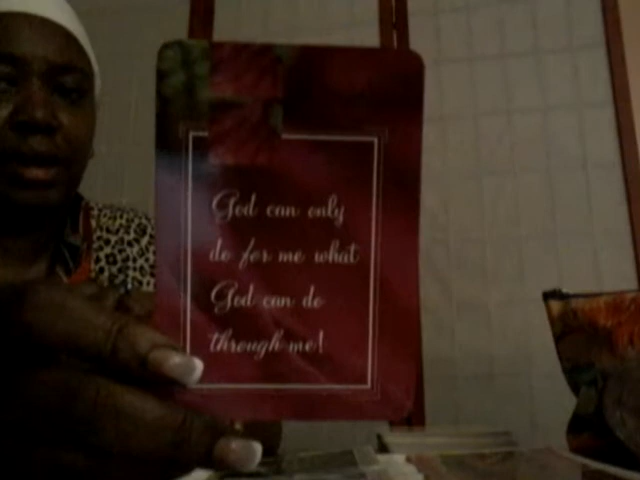 God can only
do for me what
God can do
through me!